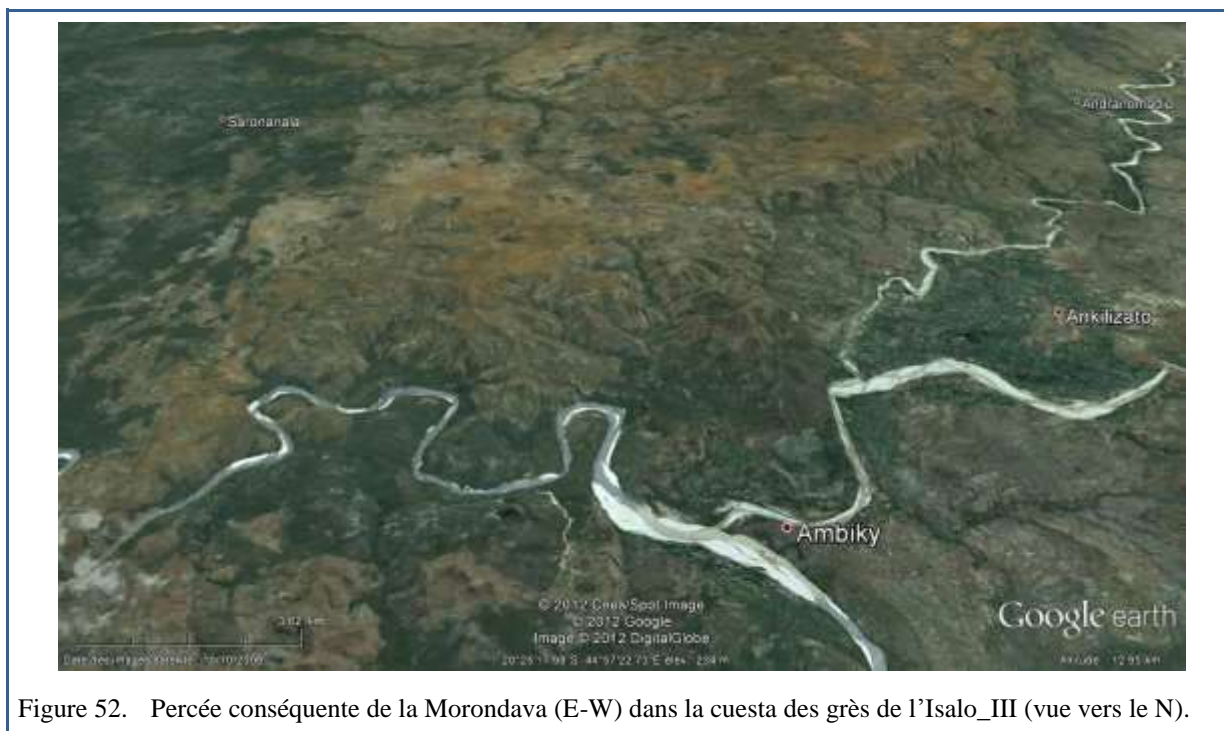 Saronanala
Andranomodio
Ankilizato
Ambiky
© 2012 Cnes/Spot Image
© 2012 Google
Image © 2012 DigitalGlobe
Google earth
Figure 52. Percée conséquente de la Morondava (E-W) dans la cuesta des grès de l’Isalo_III (vue vers le N).